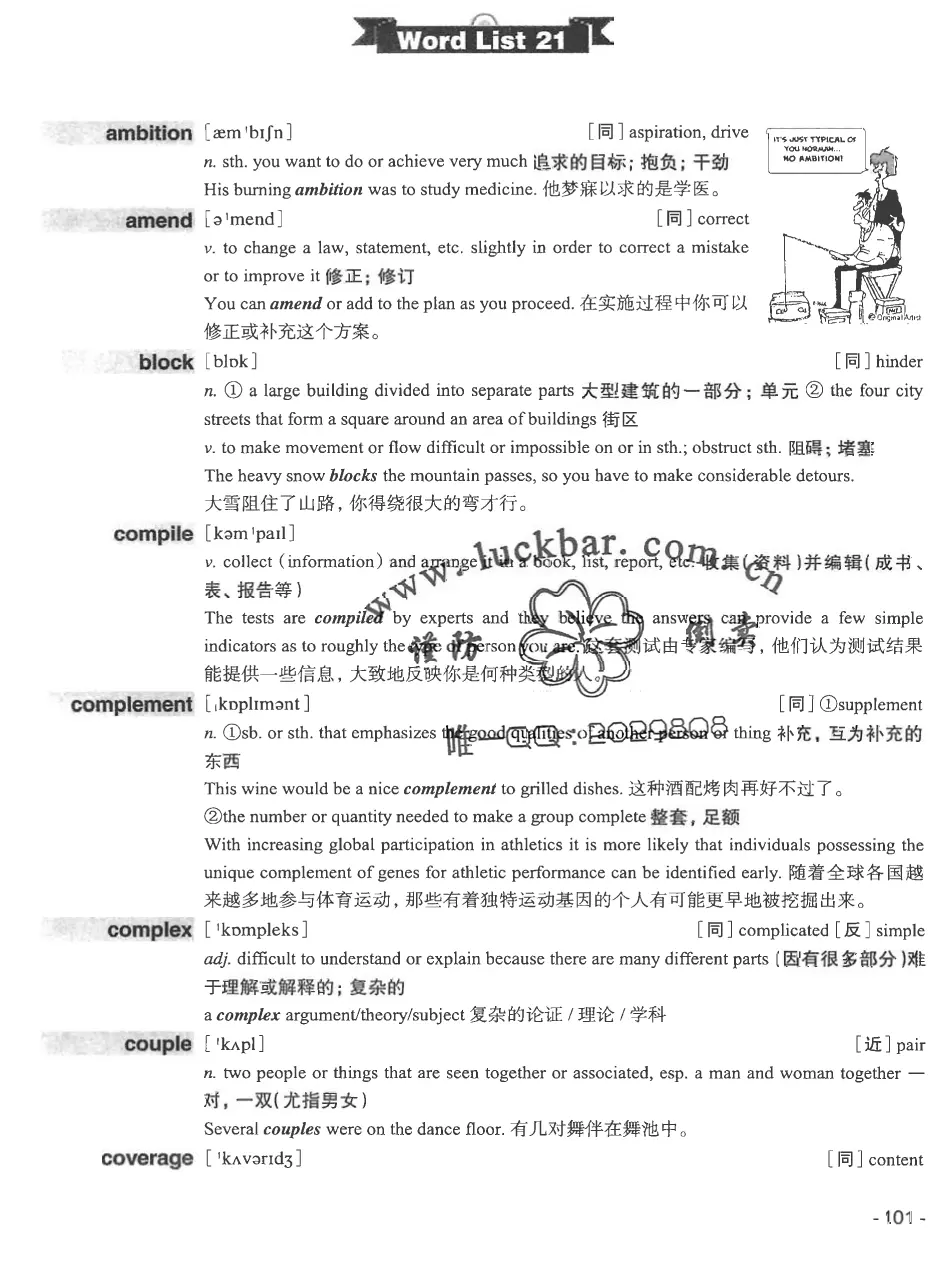 Word List 21
ambition [æm ˈbɪʃn] [同] aspiration, drive
IT'S JUST TYPICAL OF
YOU NORMAN...
NO AMBITION!
n. sth. you want to do or achieve very much 追求的目标；抱负；干劲
His burning ambition was to study medicine. 他梦寐以求的是学医。
amend [ə ˈmend] [同] correct
v. to change a law, statement, etc. slightly in order to correct a mistake
or to improve it 修正；修订
You can amend or add to the plan as you proceed. 在实施过程中你可以
修正或补充这个方案。
© Original Artist
block [blɒk] [同] hinder
n. ① a large building divided into separate parts 大型建筑的一部分；单元 ② the four city
streets that form a square around an area of buildings 街区
v. to make movement or flow difficult or impossible on or in sth.; obstruct sth. 阻碍；堵塞
The heavy snow blocks the mountain passes, so you have to make considerable detours.
大雪阻住了山路，你得绕很大的弯才行。
compile [kəm ˈpaɪl]
v. collect (information) and arrange it in a book, list, report, etc. 收集(资料)并编辑(成书、
表、报告等)
www.luckbar.com.cn
The tests are compiled by experts and they believe the answers can provide a few simple
indicators as to roughly the type of person you are. 这套测试由专家编写，他们认为测试结果
谨防 倒卖
能提供一些信息，大致地反映你是何种类型的人。
complement [ˌkɒplɪmənt] [同] ①supplement
n. ①sb. or sth. that emphasizes the good qualities of another person or thing 补充，互为补充的
唯一QQ：2029808
东西
This wine would be a nice complement to grilled dishes. 这种酒配烤肉再好不过了。
②the number or quantity needed to make a group complete 整套，足额
With increasing global participation in athletics it is more likely that individuals possessing the
unique complement of genes for athletic performance can be identified early. 随着全球各国越
来越多地参与体育运动，那些有着独特运动基因的个人有可能更早地被挖掘出来。
complex [ ˈkɒmpleks] [同] complicated [反] simple
adj. difficult to understand or explain because there are many different parts (因有很多部分)难
于理解或解释的；复杂的
a complex argument/theory/subject 复杂的论证 / 理论 / 学科
couple [ ˈkʌpl] [近] pair
n. two people or things that are seen together or associated, esp. a man and woman together 一
对，一双(尤指男女)
Several couples were on the dance floor. 有几对舞伴在舞池中。
coverage [ ˈkʌvərɪdʒ] [同] content
- 101 -